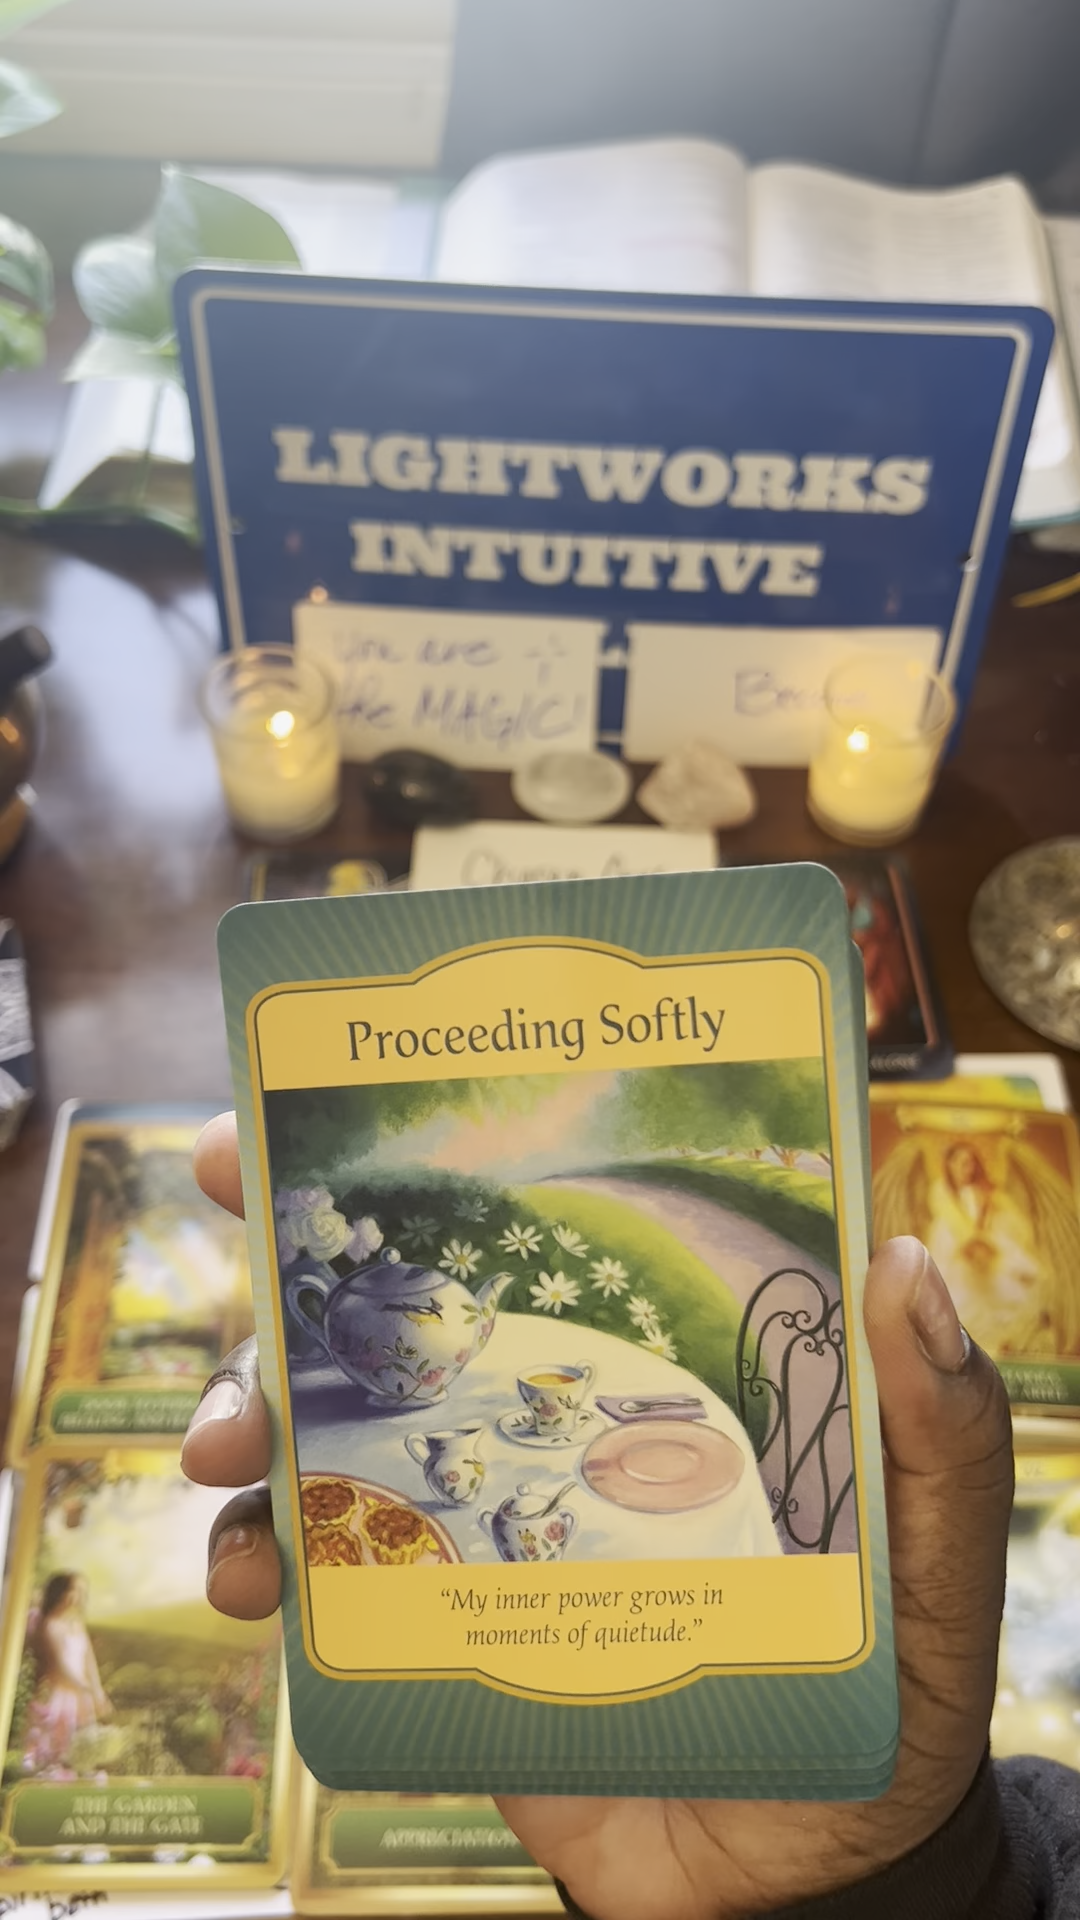 LIGHTWORKS
INTUITIVE
You are
the MAGIC!
Proceeding Softly
“My inner power grows in
moments of quietude.”
THE GARDEN
AND THE GATE
APPRECIATION